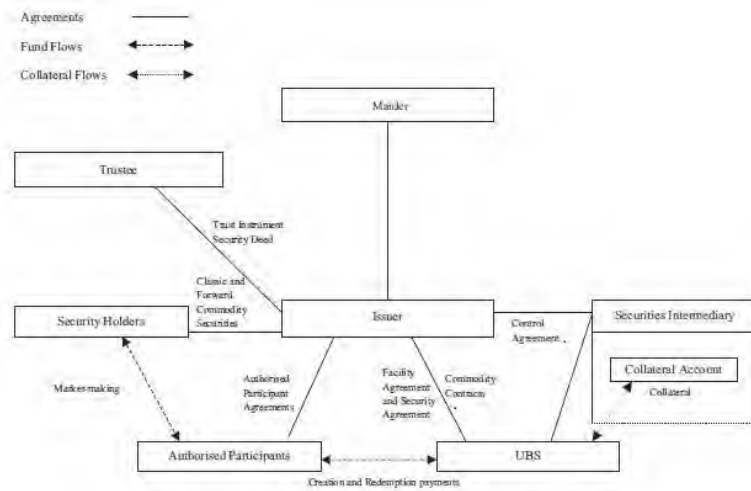 Agreements
Fund Flows
Collateral Flows
Trustee
Trust Instrument
Security Deed
Classic and
Forward
Commodity
Securities
Security Holders
Issuer
Control
Agreement
Securities Intermediary
Collateral Account
Collateral
Market-making
Authorised
Participant
Agreements
Facility
Agreement
and Security
Agreement
Commodity
Contracts
Authorised Participants
UBS
Creation and Redemption payments